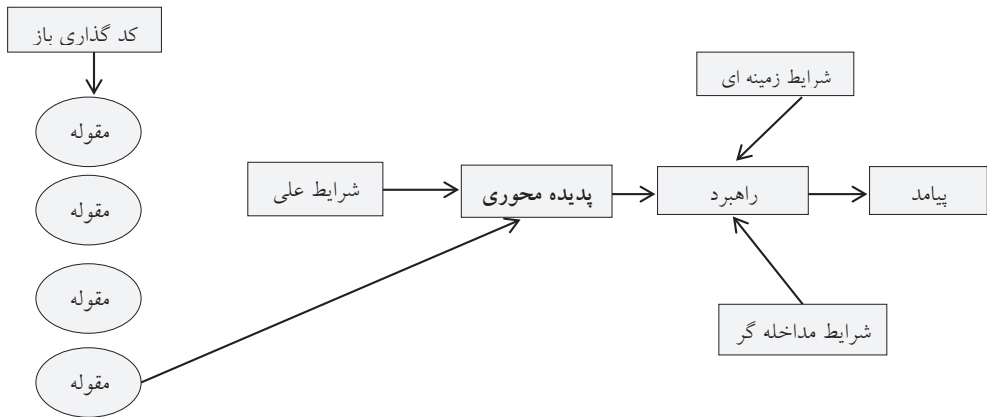 کد گذاری باز
مقوله
مقوله
مقوله
مقوله
شرایط علی
پدیده محوری
شرایط زمینه ای
راهبرد
شرایط مداخله گر
پیامد